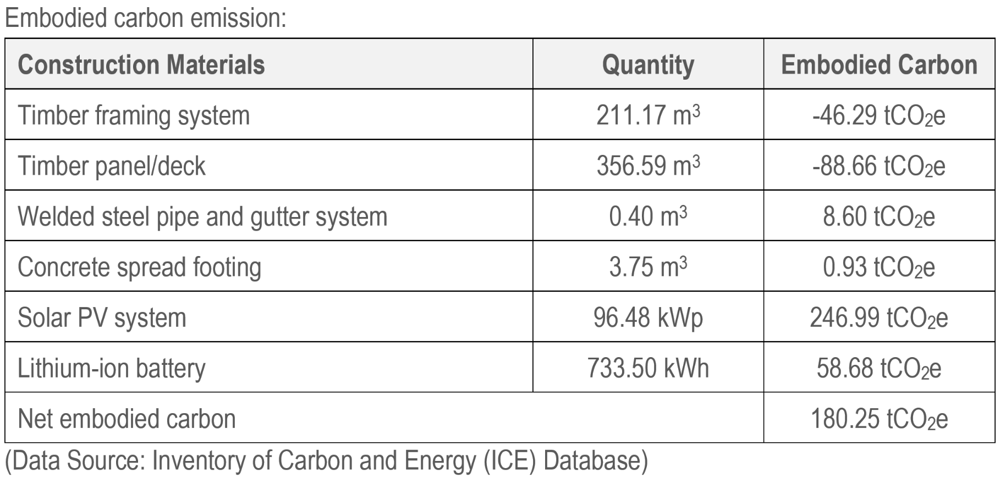 Embodied carbon emission:
Construction Materials Quantity Embodied Carbon
Timber framing system 211.17 m³ -46.29 tCO₂e
Timber panel/deck 356.59 m³ -88.66 tCO₂e
Welded steel pipe and gutter system 0.40 m³ 8.60 tCO₂e
Concrete spread footing 3.75 m³ 0.93 tCO₂e
Solar PV system 96.48 kWp 246.99 tCO₂e
Lithium-ion battery 733.50 kWh 58.68 tCO₂e
Net embodied carbon 180.25 tCO₂e
(Data Source: Inventory of Carbon and Energy (ICE) Database)